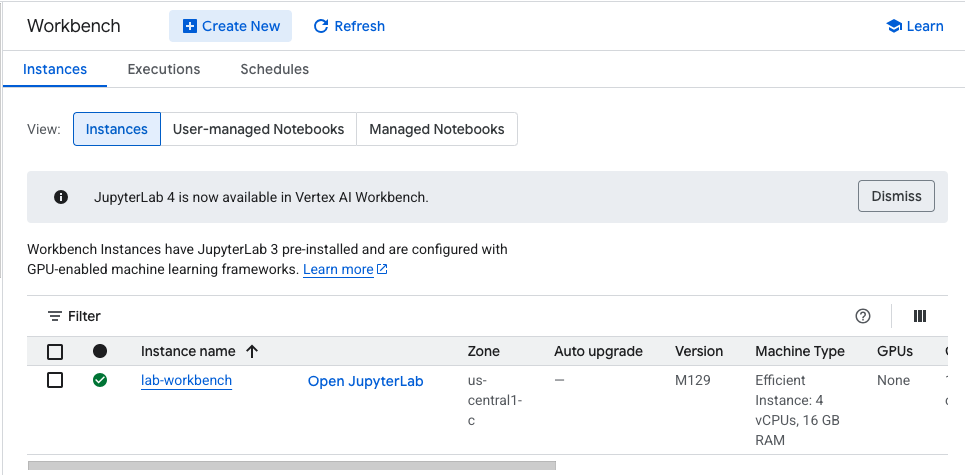 Workbench Create New Refresh Learn
Instances Executions Schedules
View: Instances User-managed Notebooks Managed Notebooks
JupyterLab 4 is now available in Vertex AI Workbench. Dismiss
Workbench Instances have JupyterLab 3 pre-installed and are configured with
GPU-enabled machine learning frameworks. Learn more
Filter
Instance name Zone Auto upgrade Version Machine Type GPUs
lab-workbench Open JupyterLab us- — M129 Efficient None
central1- Instance: 4
c vCPUs, 16 GB
RAM